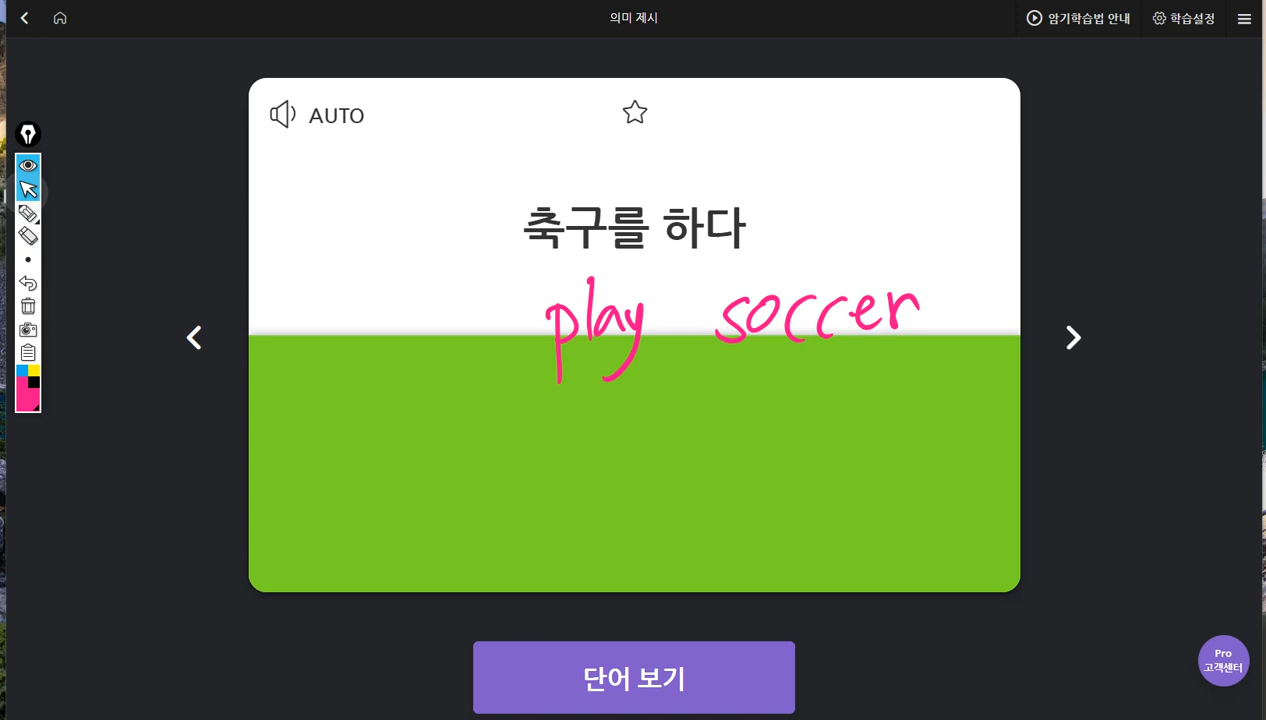 의미 제시
암기학습법 안내
학습설정
AUTO
축구를 하다
play soccer
단어 보기
Pro
고객센터